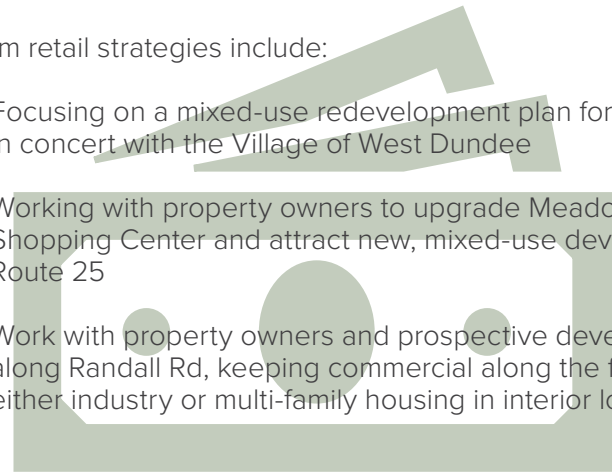 m retail strategies include:
Focusing on a mixed-use redevelopment plan for
in concert with the Village of West Dundee
Working with property owners to upgrade Meado
Shopping Center and attract new, mixed-use dev
Route 25
Work with property owners and prospective deve
along Randall Rd, keeping commercial along the f
either industry or multi-family housing in interior lo